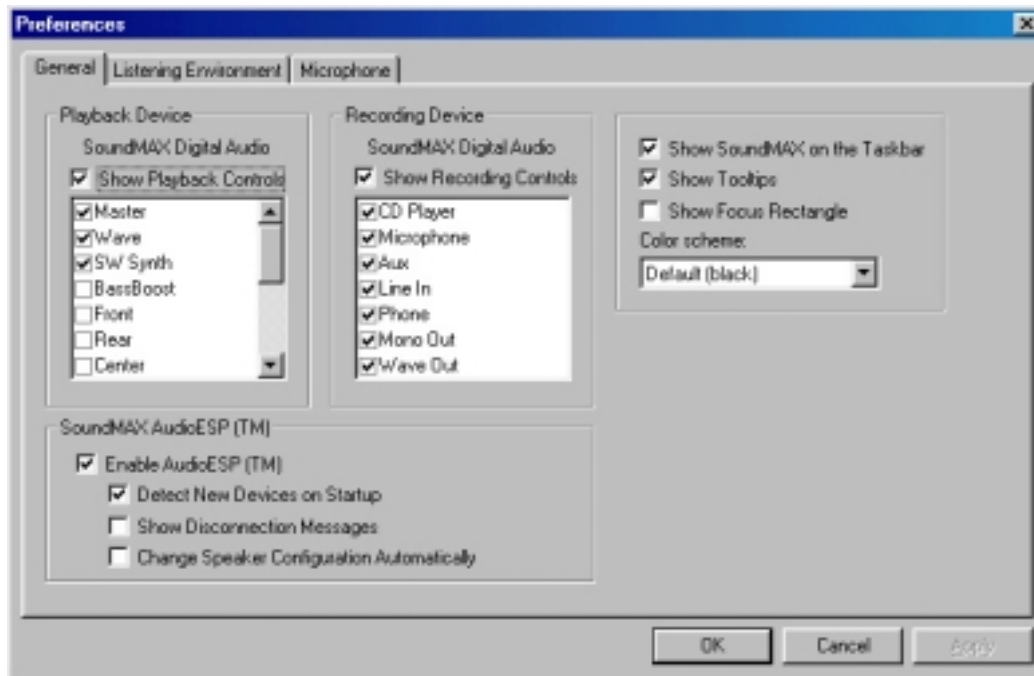 Preferences
General
Listening Environment
Microphone
Playback Device
SoundMAX Digital Audio
Show Playback Controls
Master
Wave
SW Synth
BassBoost
Front
Rear
Center
Recording Device
SoundMAX Digital Audio
Show Recording Controls
CD Player
Microphone
Aux
Line In
Phone
Mono Out
Wave Out
Show SoundMAX on the Taskbar
Show Tooltips
Show Focus Rectangle
Color scheme:
Default (black)
SoundMAX AudioESP (TM)
Enable AudioESP (TM)
Detect New Devices on Startup
Show Disconnection Messages
Change Speaker Configuration Automatically
OK
Cancel
Apply